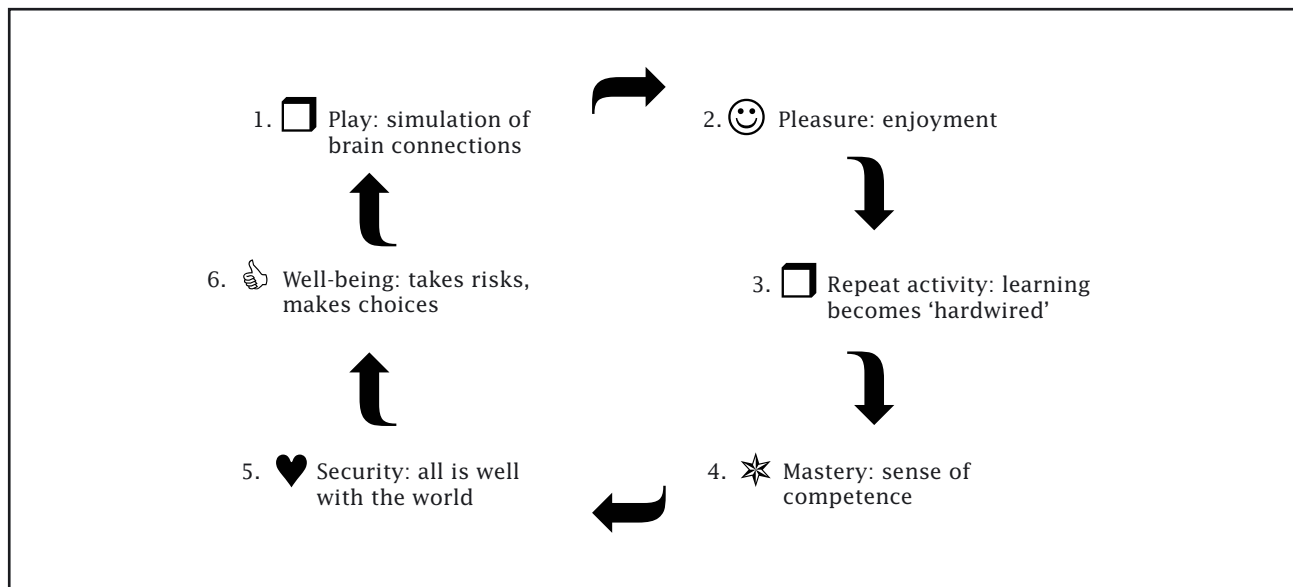 1. Play: simulation of
brain connections
2. Pleasure: enjoyment
3. Repeat activity: learning
becomes ‘hardwired’
4. Mastery: sense of
competence
5. Security: all is well
with the world
6. Well-being: takes risks,
makes choices